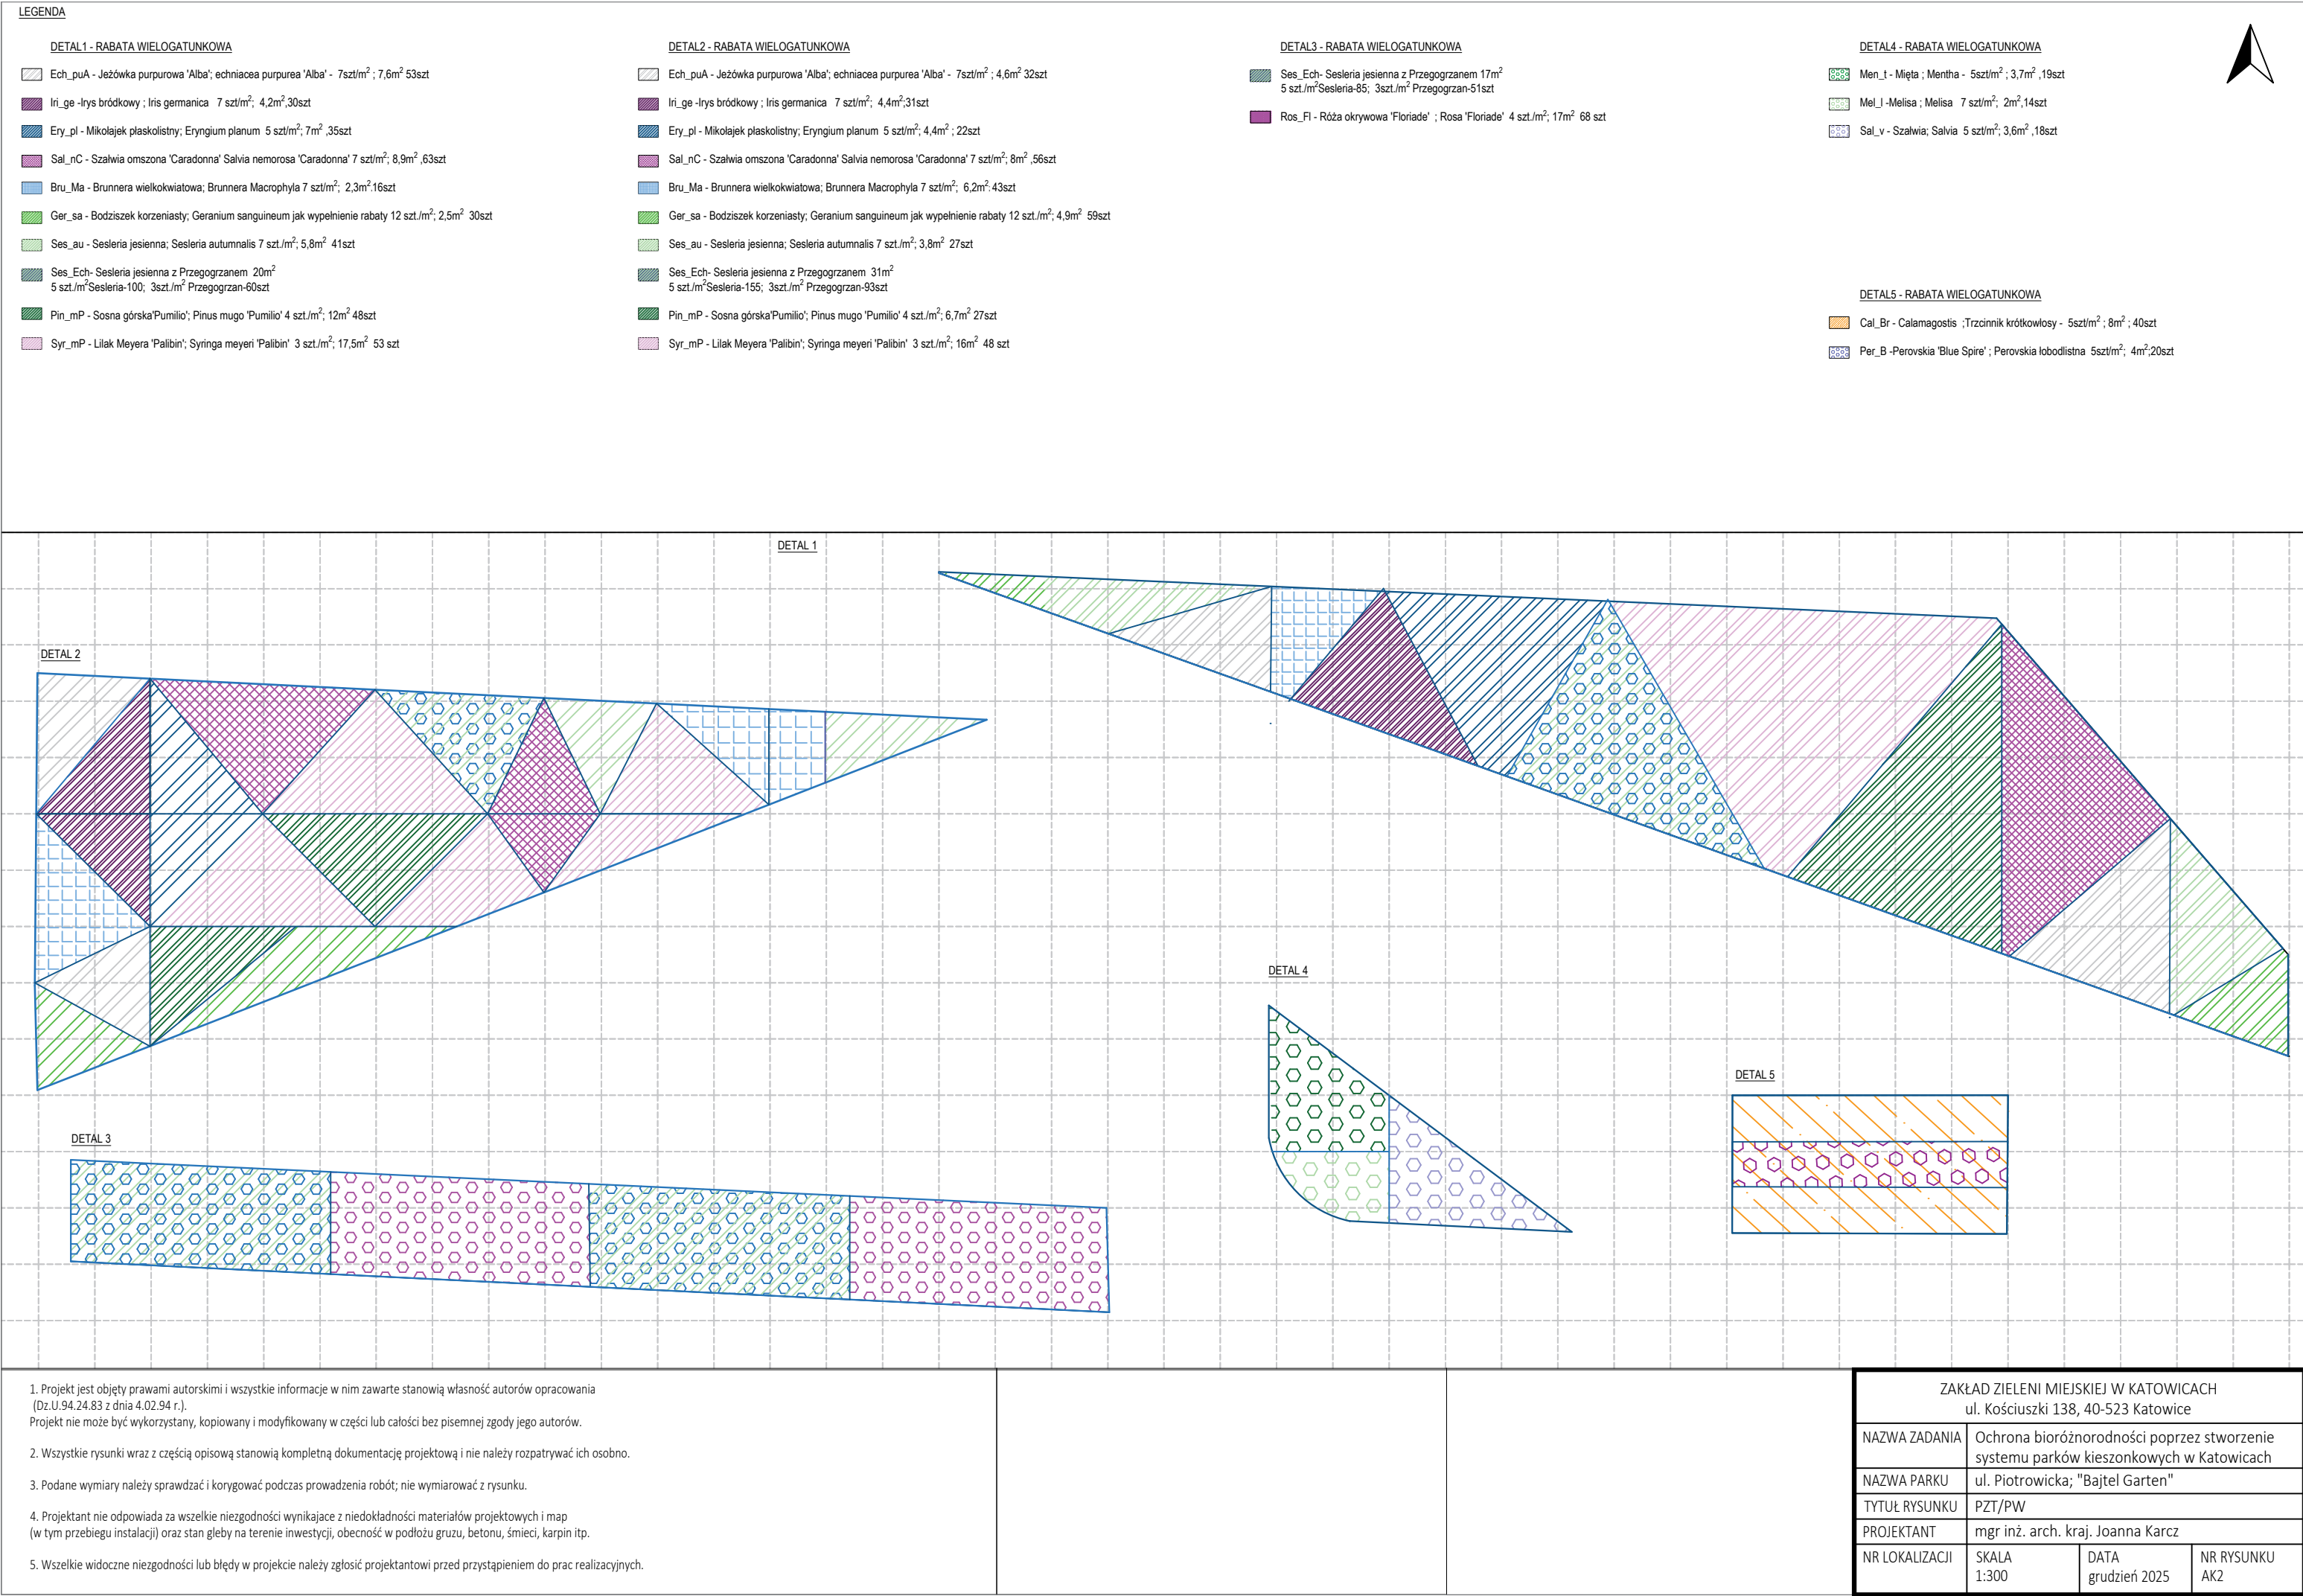 LEGENDA
DETAL1 - RABATA WIELOGATUNKOWA
Ech_puA - Jeżówka purpurowa 'Alba'; echniacea purpurea 'Alba' - 7szt/m² ; 7,6m² 53szt
Iri_ge -Irys bródkowy ; Iris germanica 7 szt/m²; 4,2m²,30szt
Ery_pl - Mikołajek płaskolistny; Eryngium planum 5 szt/m²; 7m² ,35szt
Sal_nC - Szałwia omszona 'Caradonna' Salvia nemorosa 'Caradonna' 7 szt/m²; 8,9m² ,63szt
Bru_Ma - Brunnera wielkokwiatowa; Brunnera Macrophyla 7 szt/m²; 2,3m².16szt
Ger_sa - Bodziszek korzeniasty; Geranium sanguineum jak wypełnienie rabaty 12 szt./m²; 2,5m² 30szt
Ses_au - Sesleria jesienna; Sesleria autumnalis 7 szt./m²; 5,8m² 41szt
Ses_Ech- Sesleria jesienna z Przegogrzanem 20m²
5 szt./m²Sesleria-100; 3szt./m² Przegogrzan-60szt
Pin_mP - Sosna górska'Pumilio'; Pinus mugo 'Pumilio' 4 szt./m²; 12m² 48szt
Syr_mP - Lilak Meyera 'Palibin'; Syringa meyeri 'Palibin' 3 szt./m²; 17,5m² 53 szt
DETAL2 - RABATA WIELOGATUNKOWA
Ech_puA - Jeżówka purpurowa 'Alba'; echniacea purpurea 'Alba' - 7szt/m² ; 4,6m² 32szt
Iri_ge -Irys bródkowy ; Iris germanica 7 szt/m²; 4,4m²;31szt
Ery_pl - Mikołajek płaskolistny; Eryngium planum 5 szt/m²; 4,4m² ; 22szt
Sal_nC - Szałwia omszona 'Caradonna' Salvia nemorosa 'Caradonna' 7 szt/m²; 8m² ,56szt
Bru_Ma - Brunnera wielkokwiatowa; Brunnera Macrophyla 7 szt/m²; 6,2m²; 43szt
Ger_sa - Bodziszek korzeniasty; Geranium sanguineum jak wypełnienie rabaty 12 szt./m²; 4,9m² 59szt
Ses_au - Sesleria jesienna; Sesleria autumnalis 7 szt./m²; 3,8m² 27szt
Ses_Ech- Sesleria jesienna z Przegogrzanem 31m²
5 szt./m²Sesleria-155; 3szt./m² Przegogrzan-93szt
Pin_mP - Sosna górska'Pumilio'; Pinus mugo 'Pumilio' 4 szt./m²; 6,7m² 27szt
Syr_mP - Lilak Meyera 'Palibin'; Syringa meyeri 'Palibin' 3 szt./m²; 16m² 48 szt
DETAL3 - RABATA WIELOGATUNKOWA
Ses_Ech- Sesleria jesienna z Przegogrzanem 17m²
5 szt./m²Sesleria-85; 3szt./m² Przegogrzan-51szt
Ros_Fl - Róża okrywowa 'Floriade' ; Rosa 'Floriade' 4 szt./m²; 17m² 68 szt
DETAL4 - RABATA WIELOGATUNKOWA
Men_t - Mięta ; Mentha - 5szt/m² ; 3,7m² ,19szt
Mel_l -Melisa ; Melisa 7 szt/m²; 2m²,14szt
Sal_v - Szałwia; Salvia 5 szt/m²; 3,6m² ,18szt
DETAL5 - RABATA WIELOGATUNKOWA
Cal_Br - Calamagostis ;Trzcinnik krótkowłosy - 5szt/m² ; 8m² ; 40szt
Per_B -Perovskia 'Blue Spire' ; Perovskia łobodlistna 5szt/m²; 4m²;20szt
DETAL 1
DETAL 2
DETAL 4
DETAL 5
DETAL 3
1. Projekt jest objęty prawami autorskimi i wszystkie informacje w nim zawarte stanowią własność autorów opracowania
(Dz.U.94.24.83 z dnia 4.02.94 r.).
Projekt nie może być wykorzystany, kopiowany i modyfikowany w części lub całości bez pisemnej zgody jego autorów.
2. Wszystkie rysunki wraz z częścią opisową stanowią kompletną dokumentację projektową i nie należy rozpatrywać ich osobno.
3. Podane wymiary należy sprawdzać i korygować podczas prowadzenia robót; nie wymiarować z rysunku.
4. Projektant nie odpowiada za wszelkie niezgodności wynikajace z niedokładności materiałów projektowych i map
(w tym przebiegu instalacji) oraz stan gleby na terenie inwestycji, obecność w podłożu gruzu, betonu, śmieci, karpin itp.
5. Wszelkie widoczne niezgodności lub błędy w projekcie należy zgłosić projektantowi przed przystąpieniem do prac realizacyjnych.
ZAKŁAD ZIELENI MIEJSKIEJ W KATOWICACH
ul. Kościuszki 138, 40-523 Katowice
NAZWA ZADANIA Ochrona bioróżnorodności poprzez stworzenie
systemu parków kieszonkowych w Katowicach
NAZWA PARKU ul. Piotrowicka; "Bajtel Garten"
TYTUŁ RYSUNKU PZT/PW
PROJEKTANT mgr inż. arch. kraj. Joanna Karcz
NR LOKALIZACJI SKALA DATA NR RYSUNKU
1:300 grudzień 2025 AK2